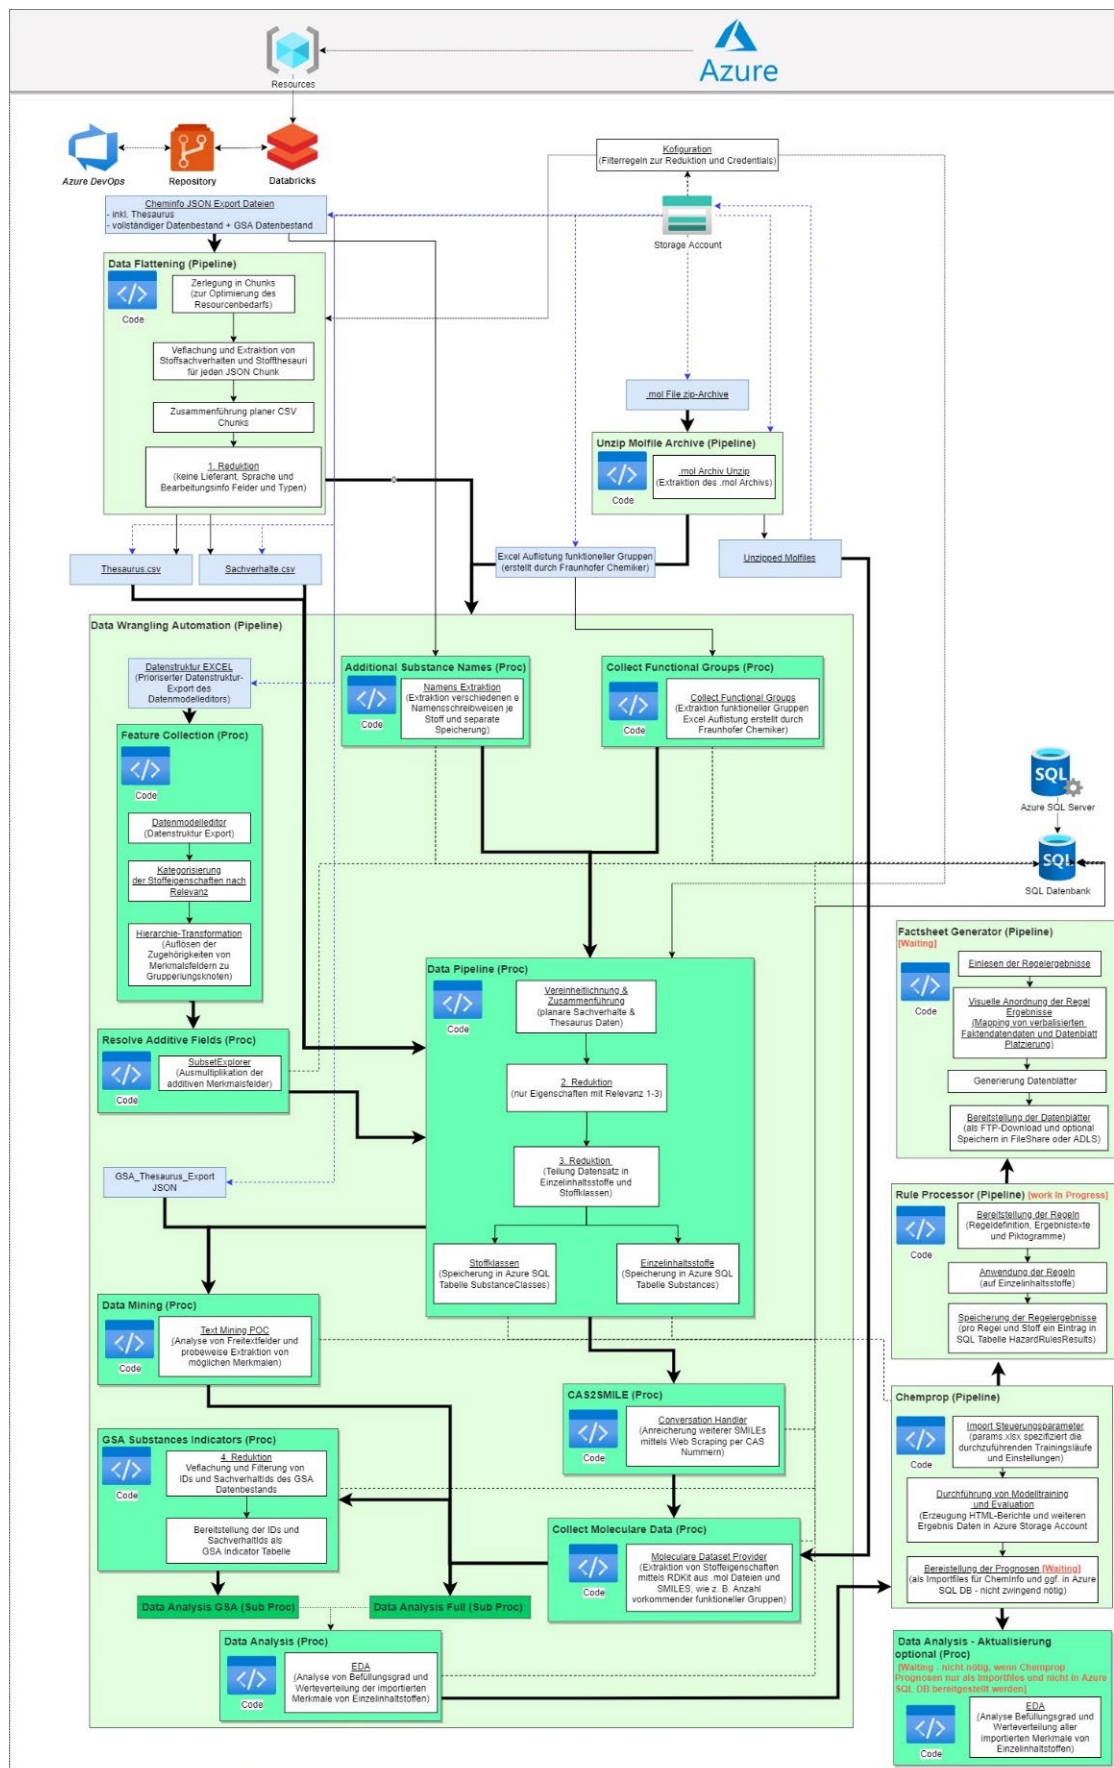 Azure
Resources
Azure DevOps
Repository
Databricks
Kofiguration
(Filterregeln zur Reduktion und Credentials)
Cheminfo JSON Export Dateien
- inkl. Thesaurus
- vollständiger Datenbestand + GSA Datenbestand
Storage Account
Data Flattening (Pipeline)
Code
Zerlegung in Chunks
(zur Optimierung des
Resourcenbedarfs)
Veflachung und Extraktion von
Stoffsachverhalten und Stoffthesauri
für jeden JSON Chunk
Zusammenführung planer CSV
Chunks
1. Reduktion
(keine Lieferant, Sprache und
Bearbeitungsinfo Felder und Typen)
.mol File zip-Archive
Unzip Molfile Archive (Pipeline)
Code
.mol Archiv Unzip
(Extraktion des .mol Archivs)
Thesaurus.csv
Sachverhalte.csv
Excel Auflistung funktioneller Gruppen
(erstellt durch Fraunhofer Chemiker)
Unzipped Molfiles
Data Wrangling Automation (Pipeline)
Datenstruktur EXCEL
(Prioriserter Datenstruktur-
Export des
Datenmodelleditors)
Additional Substance Names (Proc)
Code
Namens Extraktion
(Extraktion verschiedenen e
Namensschreibweisen je
Stoff und separate
Speicherung)
Collect Functional Groups (Proc)
Code
Collect Functional Groups
(Extraktion funktioneller Gruppen
Excel Auflistung erstellt durch
Fraunhofer Chemiker)
Feature Collection (Proc)
Code
Datenmodelleditor
(Datenstruktur Export)
Kategorisierung
der Stoffeigenschaften nach
Relevanz
Hierarchie-Transformation
(Auflösen der
Zugehörigkeiten von
Merkmalsfeldern zu
Gruppierungsknoten)
SQL
Azure SQL Server
SQL
SQL Datenbank
Resolve Additive Fields (Proc)
Code
SubsetExplorer
(Ausmultiplikation der
additiven Merkmalsfelder)
Data Pipeline (Proc)
Code
Vereinheitlichnung &
Zusammenführung
(planare Sachverhalte &
Thesaurus Daten)
2. Reduktion
(nur Eigenschaften mit Relevanz 1-3)
3. Reduktion
(Teilung Datensatz in
Einzelinhaltsstoffe und
Stoffklassen)
Stoffklassen
(Speicherung in Azure SQL
Tabelle SubstanceClasses)
Einzelinhaltsstoffe
(Speicherung in Azure SQL
Tabelle Substances)
Factsheet Generator (Pipeline)
[Waiting]
Code
Einlesen der Regelergebnisse
Visuelle Anordnung der Regel
Ergebnisse
(Mapping von verbalisierten
Faktendatendaten und Datenblatt
Platzierung)
Generierung Datenblätter
Bereitstellung der Datenblätter
(als FTP-Download und optional
Speichern in FileShare oder ADLS)
GSA_Thesaurus_Export
JSON
Rule Processor (Pipeline) [work in Progress]
Code
Bereitstellung der Regeln
(Regeldefinition, Ergebnistexte
und Piktogramme)
Anwendung der Regeln
(auf Einzelinhaltsstoffe)
Speicherung der Regelergebnisse
(pro Regel und Stoff ein Eintrag in
SQL Tabelle HazardRulesResults)
Data Mining (Proc)
Code
Text Mining POC
(Analyse von Freitextfelder und
probeweise Extraktion von
möglichen Merkmalen)
CAS2SMILE (Proc)
Code
Conversation Handler
(Anreicherung weiterer SMILEs
mittels Web Scraping per CAS
Nummern)
Chemprop (Pipeline)
Code
Import Steuerungsparameter
(params.xlsx spezifiziert die
durchzuführenden Trainingsläufe
und Einstellungen)
Durchführung von Modelltraining
und Evaluation
(Erzeugung HTML-Berichte und weiteren
Ergebnis Daten in Azure Storage Account
Bereistellung der Prognosen [Waiting]
(als Importfiles für ChemInfo und ggf. in Azure
SQL DB - nicht zwingend nötig)
GSA Substances Indicators (Proc)
Code
4. Reduktion
Veflachung und Filterung von
IDs und SachverhaltIds des GSA
Datenbestands
Bereitstellung der IDs und
SachverhaltIds als
GSA Indicator Tabelle
Collect Moleculare Data (Proc)
Code
Moleculare Dataset Provider
(Extraktion von Stoffeigenschaften
mittels RDKit aus .mol Dateien und
SMILES, wie z. B. Anzahl
vorkommender funktioneller Gruppen)
Data Analysis GSA (Sub Proc)
Data Analysis Full (Sub Proc)
Data Analysis (Proc)
Code
EDA
(Analyse von Befüllungsgrad und
Werteverteilung der importierten
Merkmale von Einzelinhaltstoffen)
Data Analysis - Aktualisierung
optional (Proc)
[Waiting - nicht nötig, wenn Chemprop
Prognosen nur als Importfiles und nicht in Azure
SQL DB bereitgestellt werden]
Code
EDA
(Analyse Befüllungsgrad und
Werteverteilung aller
importierten Merkmale von
Einzelinhaltstoffen)